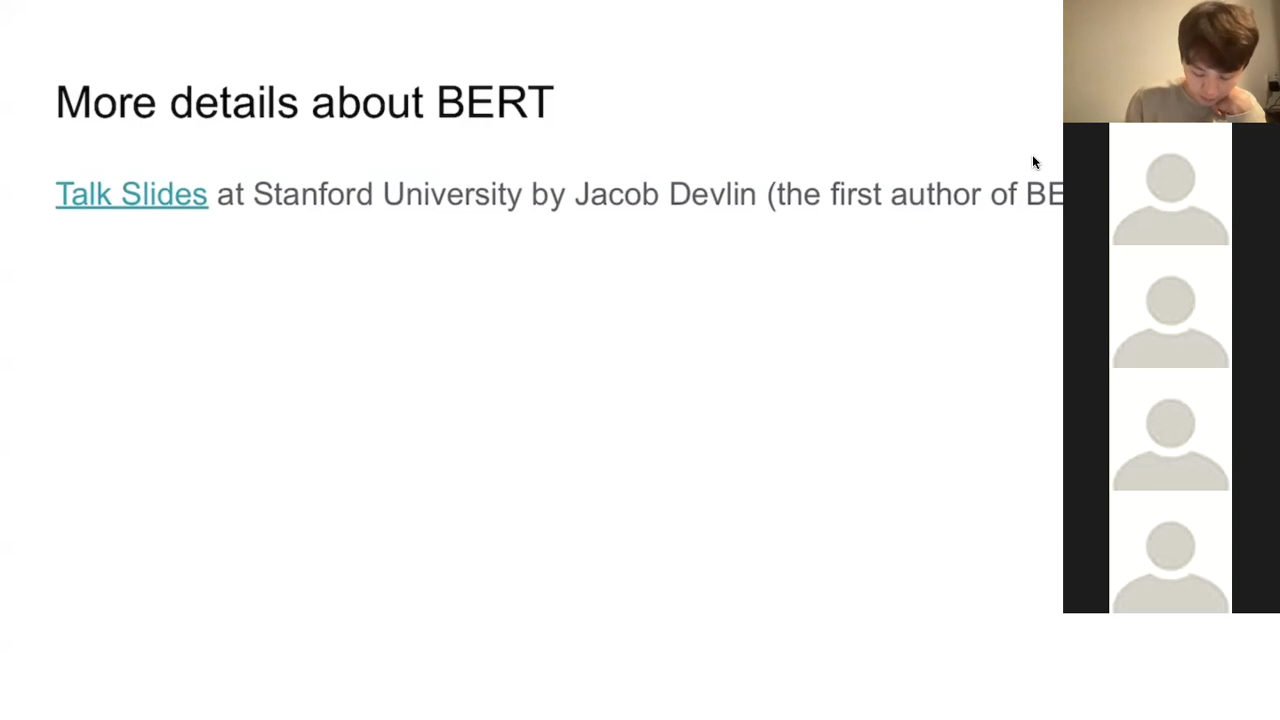 More details about BERT
Talk Slides at Stanford University by Jacob Devlin (the first author of BE